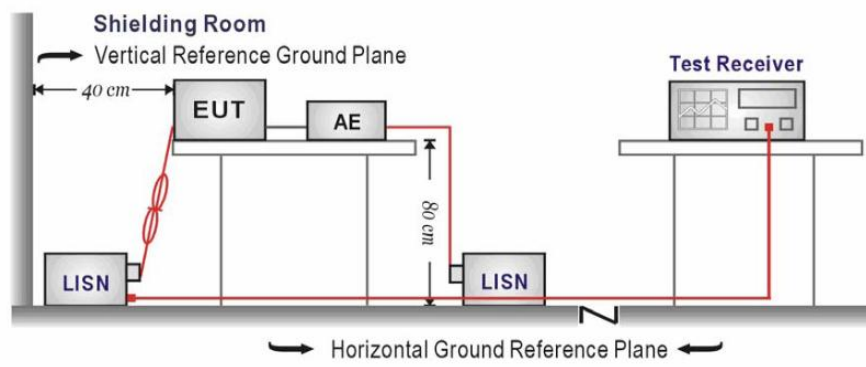 Shielding Room
Vertical Reference Ground Plane
Test Receiver
40 cm
EUT
AE
80 cm
LISN
LISN
Horizontal Ground Reference Plane